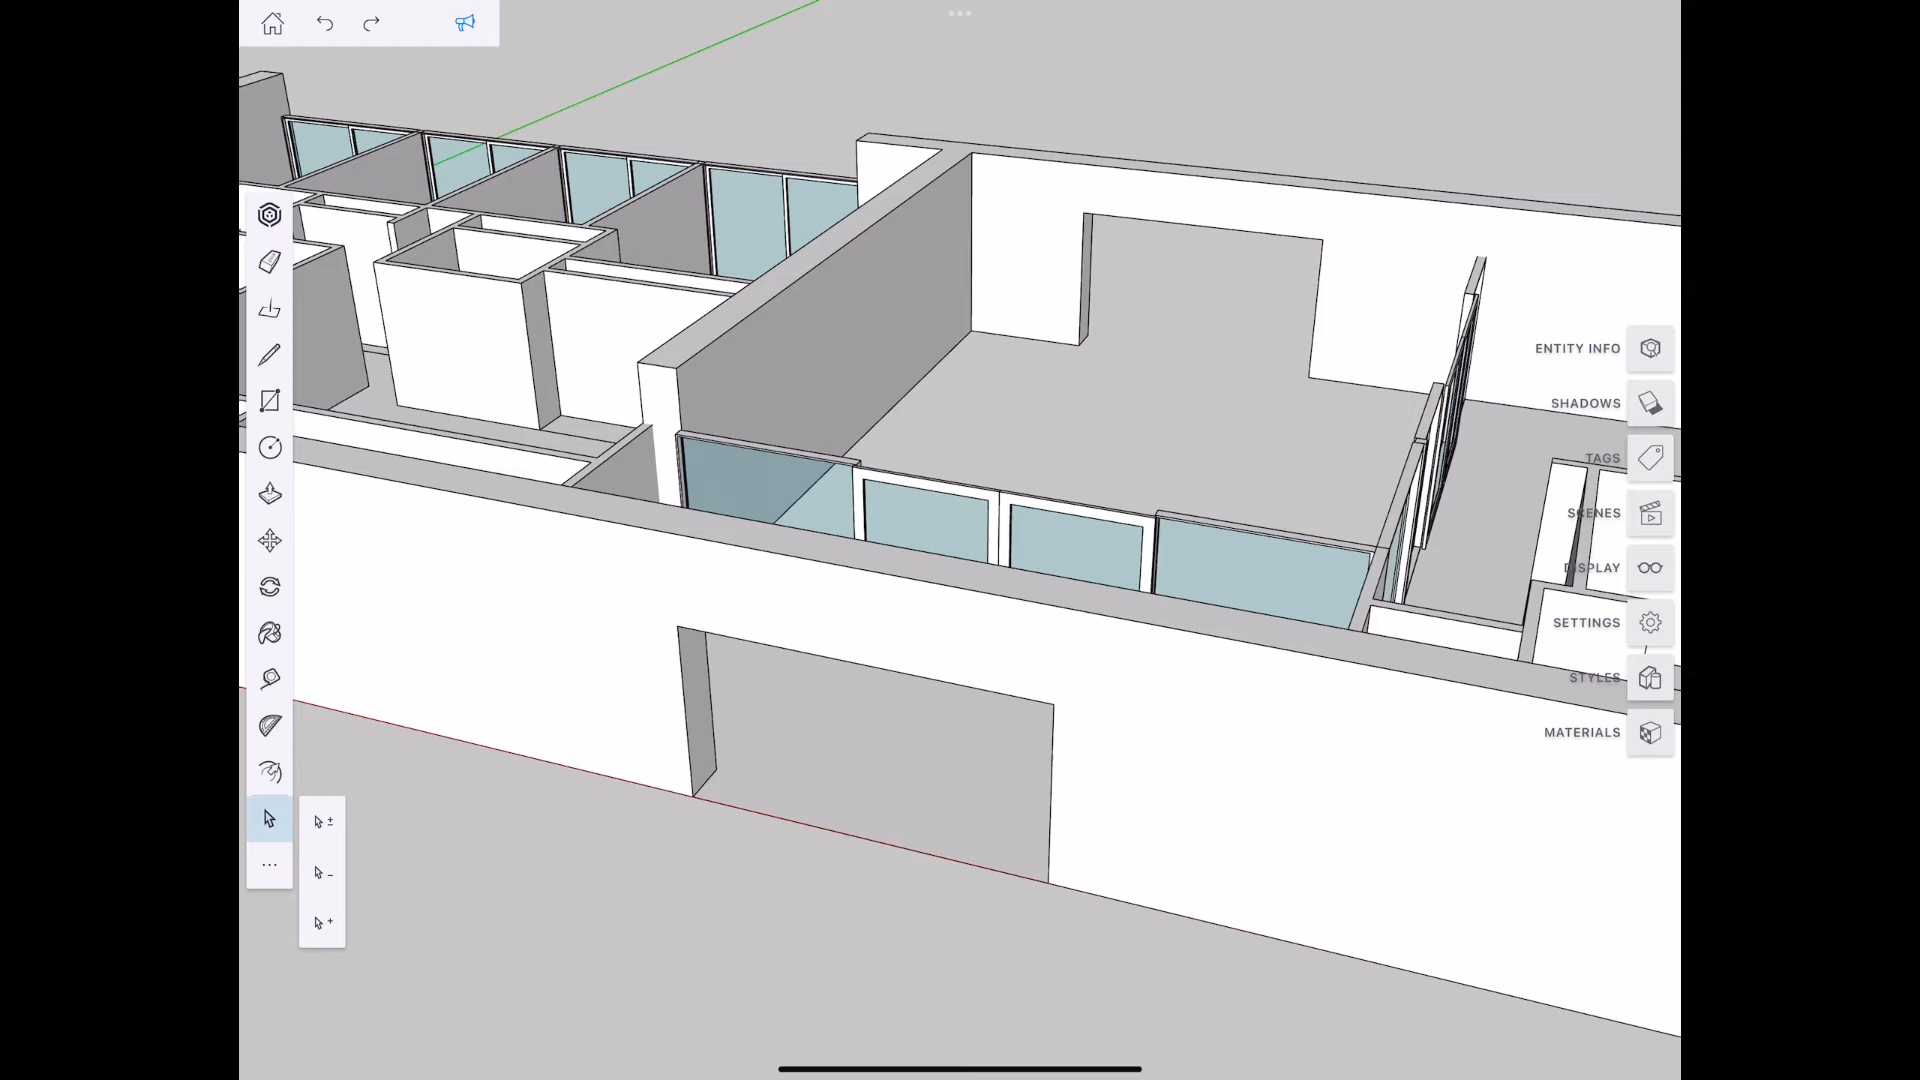 ENTITY INFO
SHADOWS
TAGS
SCENES
DISPLAY
SETTINGS
STYLES
MATERIALS